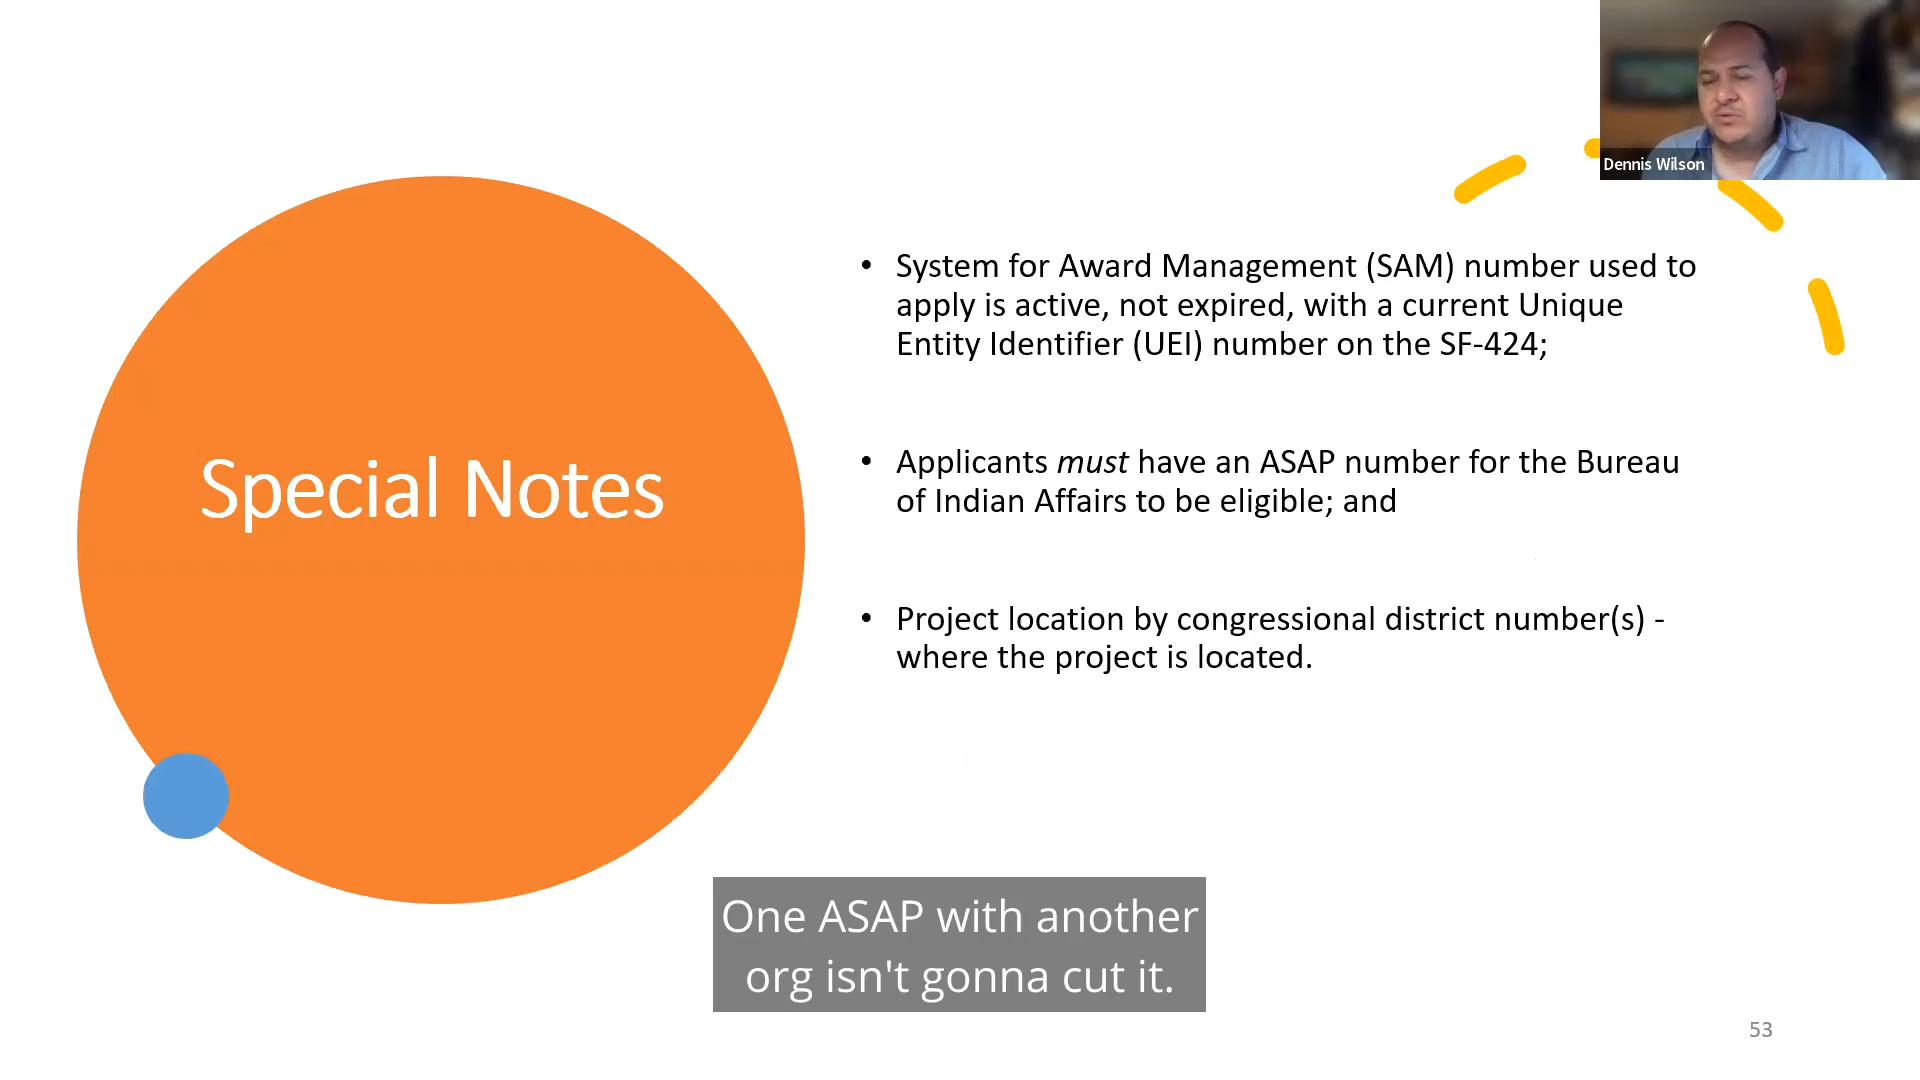 Dennis Wilson
Special Notes
• System for Award Management (SAM) number used to
apply is active, not expired, with a current Unique
Entity Identifier (UEI) number on the SF-424;
• Applicants must have an ASAP number for the Bureau
of Indian Affairs to be eligible; and
• Project location by congressional district number(s) -
where the project is located.
One ASAP with another
org isn't gonna cut it.
53